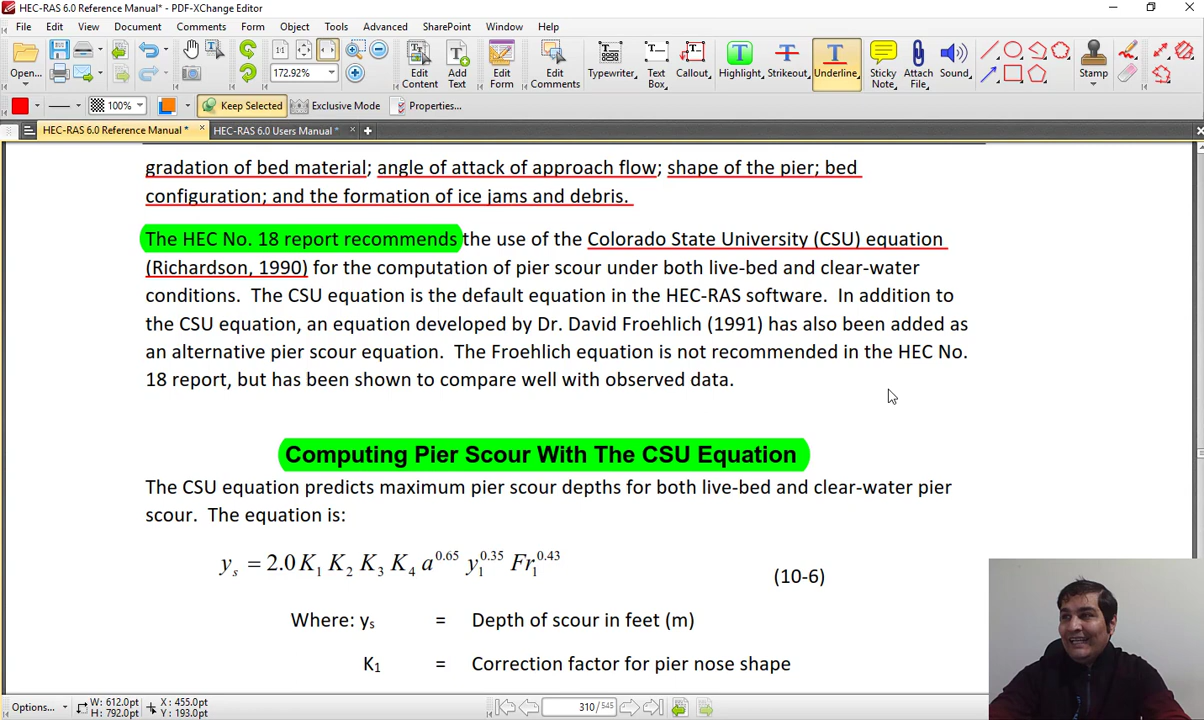 HEC-RAS 6.0 Reference Manual* - PDF-XChange Editor
File Edit View Document Comments Form Object Tools Advanced SharePoint Window Help
Open... 172.92% Edit Content Add Text Edit Form Edit Comments Typewriter Text Box Callout Highlight Strikeout Underline Sticky Note Attach File Sound Stamp
100% Keep Selected Exclusive Mode Properties...
HEC-RAS 6.0 Reference Manual * × HEC-RAS 6.0 Users Manual * ×
gradation of bed material; angle of attack of approach flow; shape of the pier; bed
configuration; and the formation of ice jams and debris.
The HEC No. 18 report recommends the use of the Colorado State University (CSU) equation
(Richardson, 1990) for the computation of pier scour under both live-bed and clear-water
conditions. The CSU equation is the default equation in the HEC-RAS software. In addition to
the CSU equation, an equation developed by Dr. David Froehlich (1991) has also been added as
an alternative pier scour equation. The Froehlich equation is not recommended in the HEC No.
18 report, but has been shown to compare well with observed data.
Computing Pier Scour With The CSU Equation
The CSU equation predicts maximum pier scour depths for both live-bed and clear-water pier
scour. The equation is:
y_s = 2.0 K_1 K_2 K_3 K_4 a^0.65 y_1^0.35 Fr_1^0.43
(10-6)
Where: y_s = Depth of scour in feet (m)
K_1 = Correction factor for pier nose shape
Options... W: 612.0pt H: 792.0pt X: 455.0pt Y: 193.0pt 310 / 545